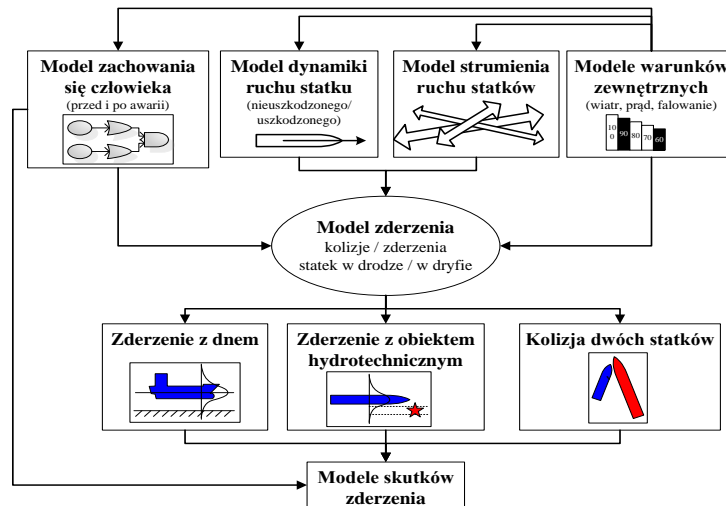 Model zachowania
się człowieka
(przed i po awarii)
Model dynamiki
ruchu statku
(nieuszkodzonego/
uszkodzonego)
Model strumienia
ruchu statków
Modele warunków
zewnętrznych
(wiatr, prąd, falowanie)
10
0
90
80
70
60
Model zderzenia
kolizje / zderzenia
statek w drodze / w dryfie
Zderzenie z dnem
Zderzenie z obiektem
hydrotechnicznym
Kolizja dwóch statków
Modele skutków
zderzenia